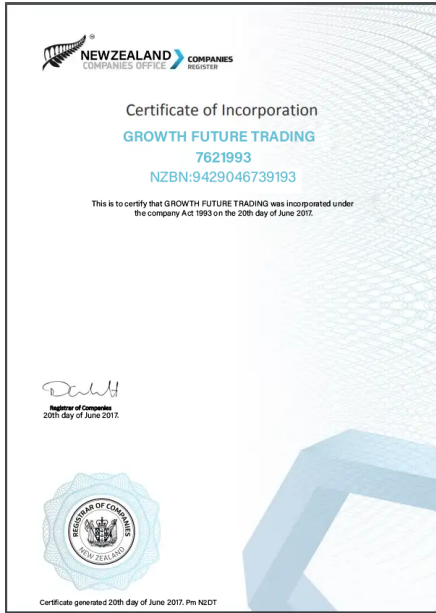 ®
NEWZEALAND
COMPANIES OFFICE
COMPANIES
REGISTER
Certificate of Incorporation
GROWTH FUTURE TRADING
7621993
NZBN:9429046739193
This is to certify that GROWTH FUTURE TRADING was incorporated under
the company Act 1993 on the 20th day of June 2017.
Registrar of Companies
20th day of June 2017.
REGISTRAR OF COMPANIES
NEW ZEALAND
Certificate generated 20th day of June 2017. Pm N2DT